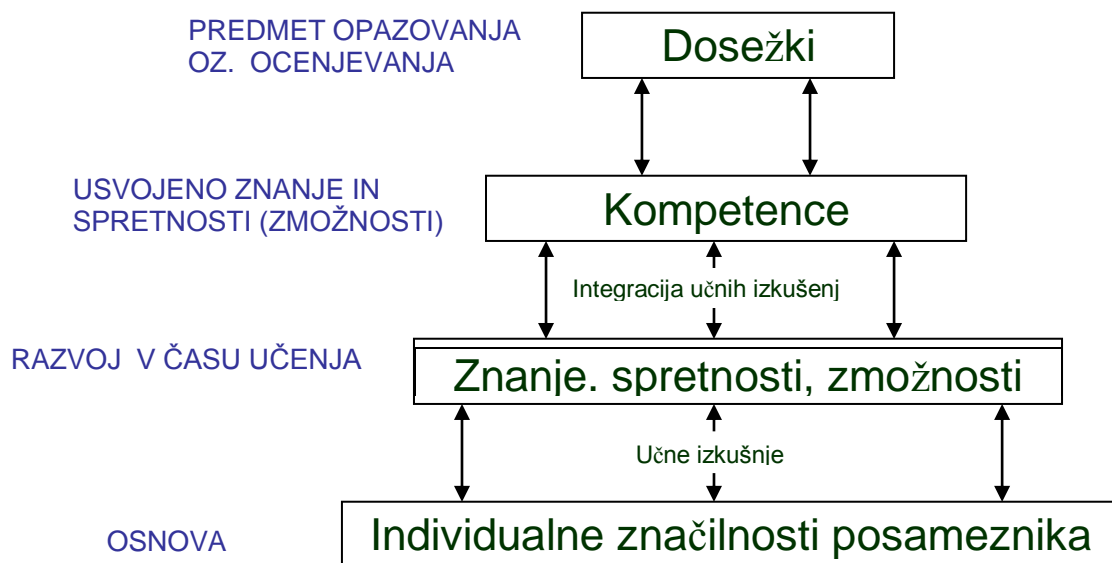 PREDMET OPAZOVANJA
OZ. OCENJEVANJA
Dosežki
USVOJENO ZNANJE IN
SPRETNOSTI (ZMOŽNOSTI)
Kompetence
Integracija učnih izkušenj
RAZVOJ V ČASU UČENJA
Znanje. spretnosti, zmožnosti
Učne izkušnje
OSNOVA
Individualne značilnosti posameznika